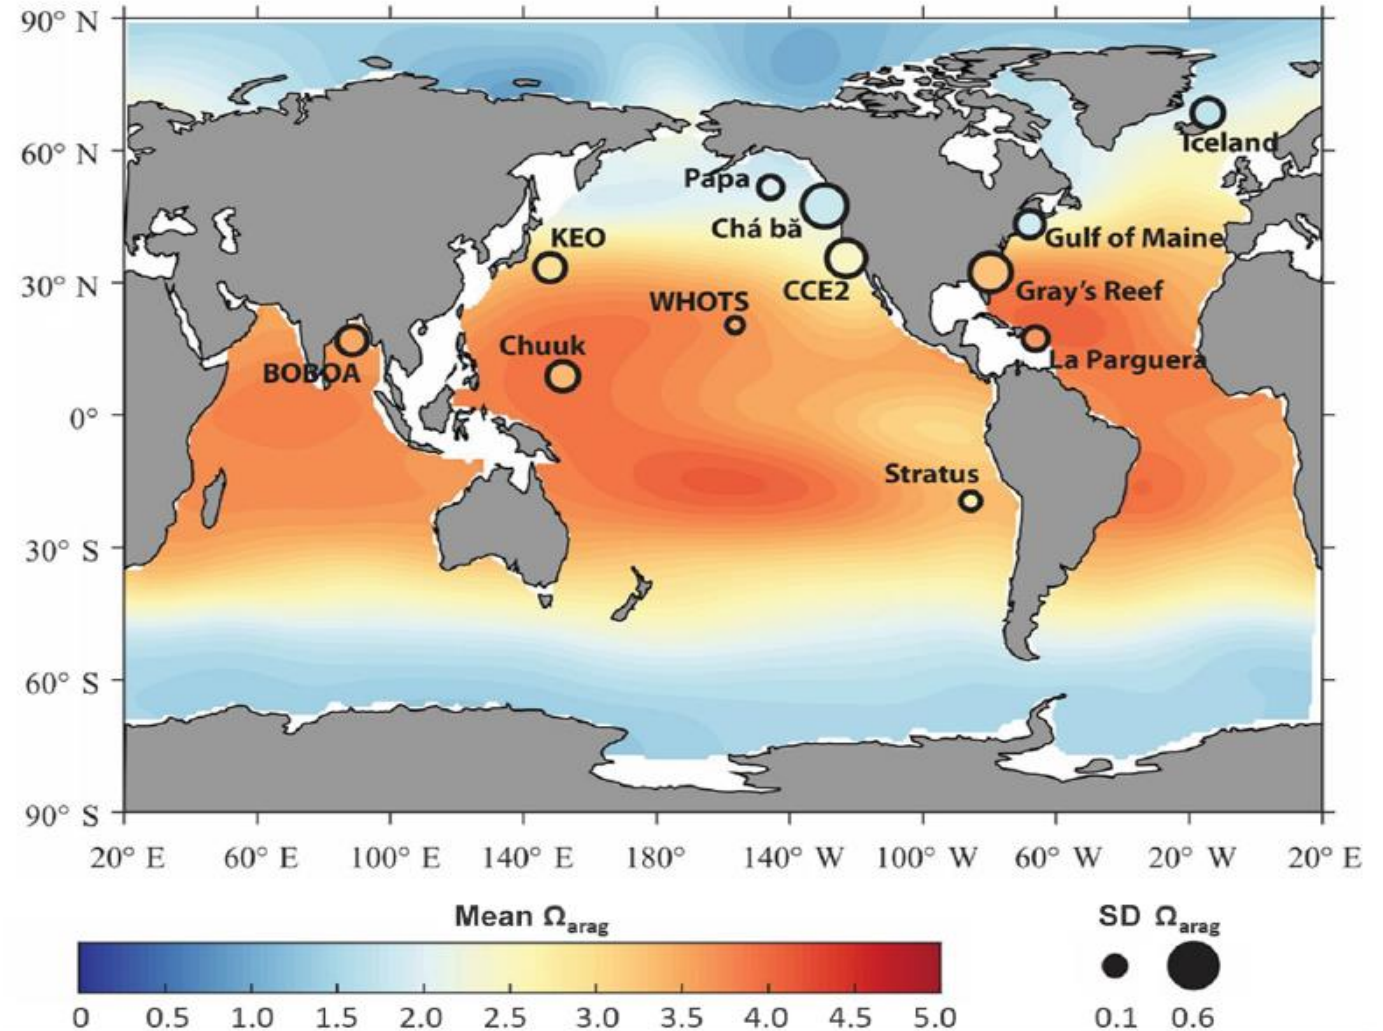 90° N
60° N
30° N
0°
30° S
60° S
90° S
Iceland
Papa
Chá bă
Gulf of Maine
KEO
CCE2
Gray's Reef
WHOTS
Chuuk
La Parguera
BOBOA
Stratus
20° E 60° E 100° E 140° E 180° 140° W 100° W 60° W 20° W 20° E
Mean Ωarag
SD Ωarag
0 0.5 1.0 1.5 2.0 2.5 3.0 3.5 4.0 4.5 5.0
0.1 0.6